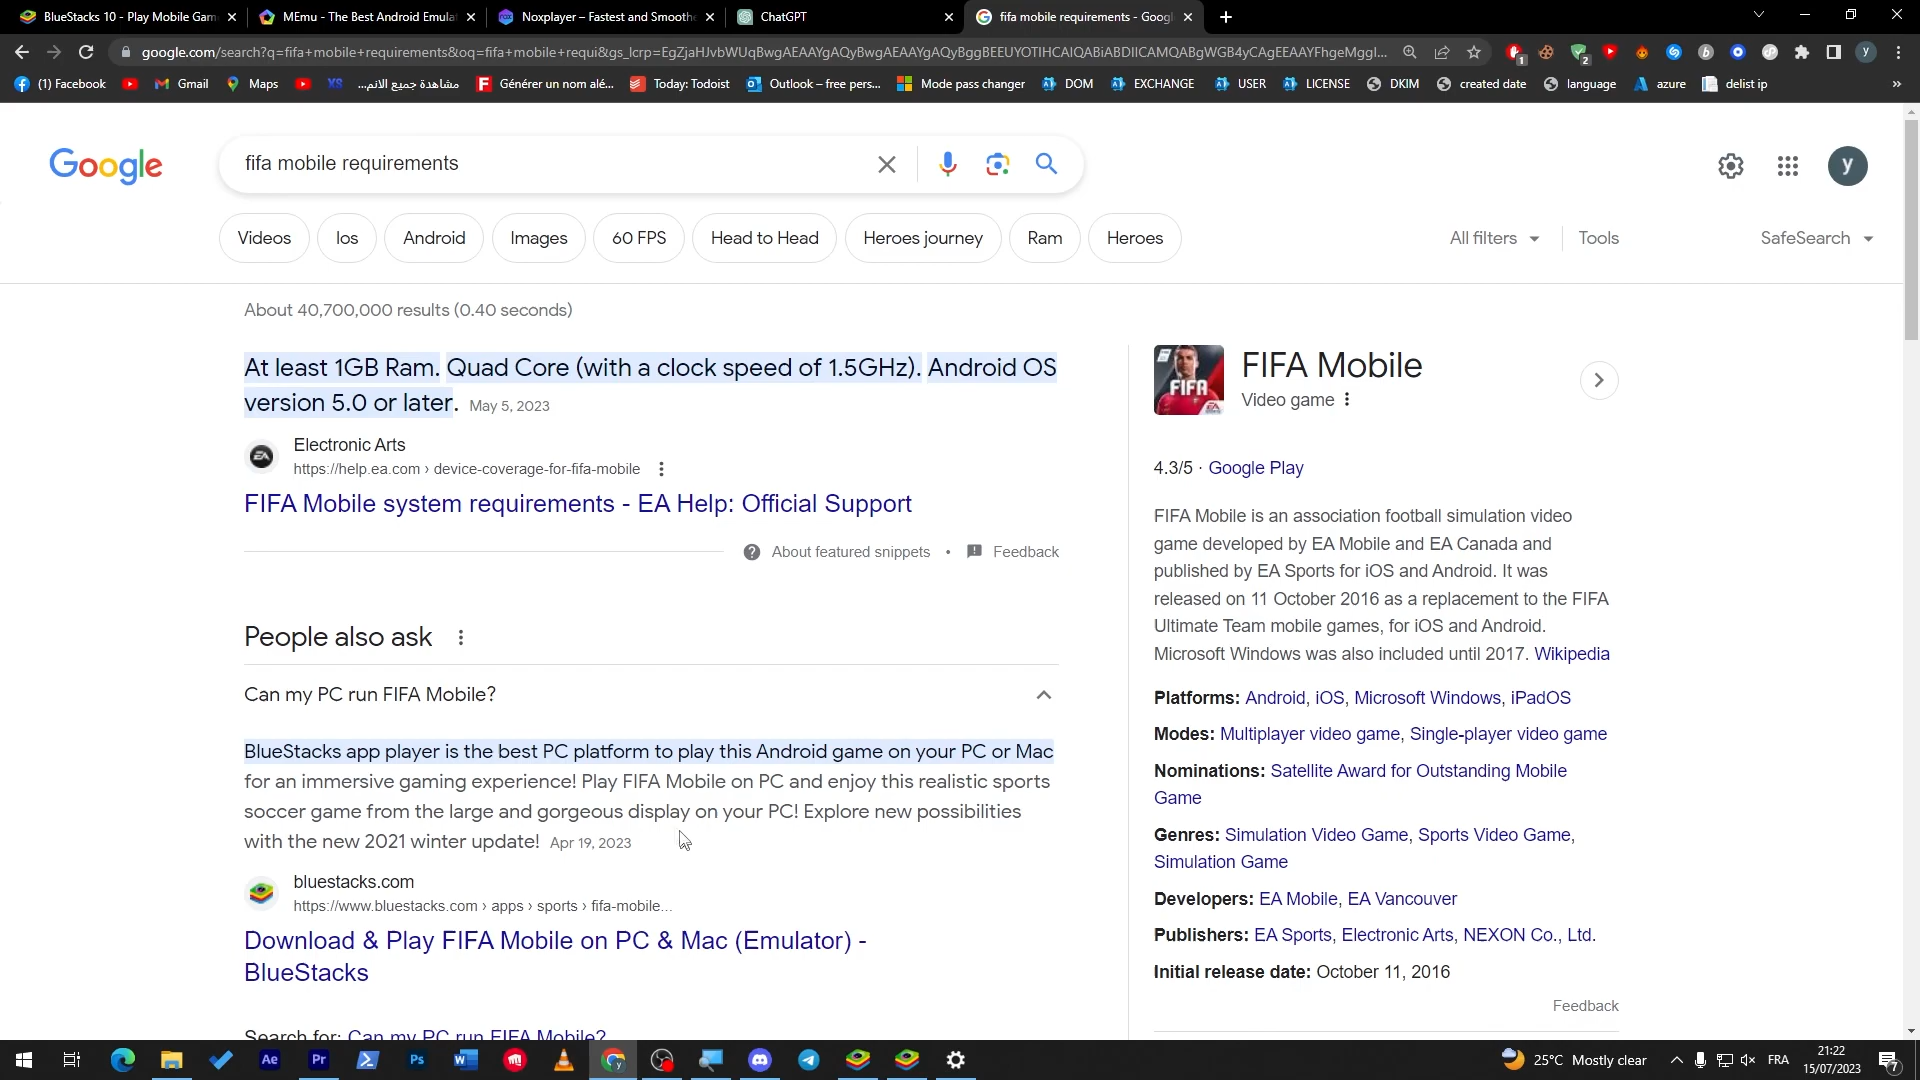 BlueStacks 10 - Play Mobile Gam
MEmu - The Best Android Emulat
Noxplayer – Fastest and Smoothe
ChatGPT
fifa mobile requirements - Googl
google.com/search?q=fifa+mobile+requirements&oq=fifa+mobile+requi&gs_lcrp=EgZjaHJvbWUqBwgAEAAYgAQyBwgAEAAYgAQyBggBEEUYOTIHCAIQABiABDIICAMQABgWGB4yCAgEEAAYFhgeMggI...
(1) Facebook
Gmail
Maps
XS
مشاهدة جميع الانم...
Générer un nom alé...
Today: Todoist
Outlook – free pers...
Mode pass changer
DOM
EXCHANGE
USER
LICENSE
DKIM
created date
language
azure
delist ip
Google
fifa mobile requirements
y
Videos
Ios
Android
Images
60 FPS
Head to Head
Heroes journey
Ram
Heroes
All filters
Tools
SafeSearch
About 40,700,000 results (0.40 seconds)
At least 1GB Ram. Quad Core (with a clock speed of 1.5GHz). Android OS
version 5.0 or later. May 5, 2023
Electronic Arts
https://help.ea.com › device-coverage-for-fifa-mobile
FIFA Mobile system requirements - EA Help: Official Support
About featured snippets • Feedback
People also ask
Can my PC run FIFA Mobile?
BlueStacks app player is the best PC platform to play this Android game on your PC or Mac
for an immersive gaming experience! Play FIFA Mobile on PC and enjoy this realistic sports
soccer game from the large and gorgeous display on your PC! Explore new possibilities
with the new 2021 winter update! Apr 19, 2023
bluestacks.com
https://www.bluestacks.com › apps › sports › fifa-mobile...
Download & Play FIFA Mobile on PC & Mac (Emulator) -
BlueStacks
Search for: Can my PC run FIFA Mobile?
FIFA
FIFA Mobile
Video game
4.3/5 · Google Play
FIFA Mobile is an association football simulation video
game developed by EA Mobile and EA Canada and
published by EA Sports for iOS and Android. It was
released on 11 October 2016 as a replacement to the FIFA
Ultimate Team mobile games, for iOS and Android.
Microsoft Windows was also included until 2017. Wikipedia
Platforms: Android, iOS, Microsoft Windows, iPadOS
Modes: Multiplayer video game, Single-player video game
Nominations: Satellite Award for Outstanding Mobile
Game
Genres: Simulation Video Game, Sports Video Game,
Simulation Game
Developers: EA Mobile, EA Vancouver
Publishers: EA Sports, Electronic Arts, NEXON Co., Ltd.
Initial release date: October 11, 2016
Feedback
Ae
Pr
Ps
25°C Mostly clear
FRA
21:22
15/07/2023
7